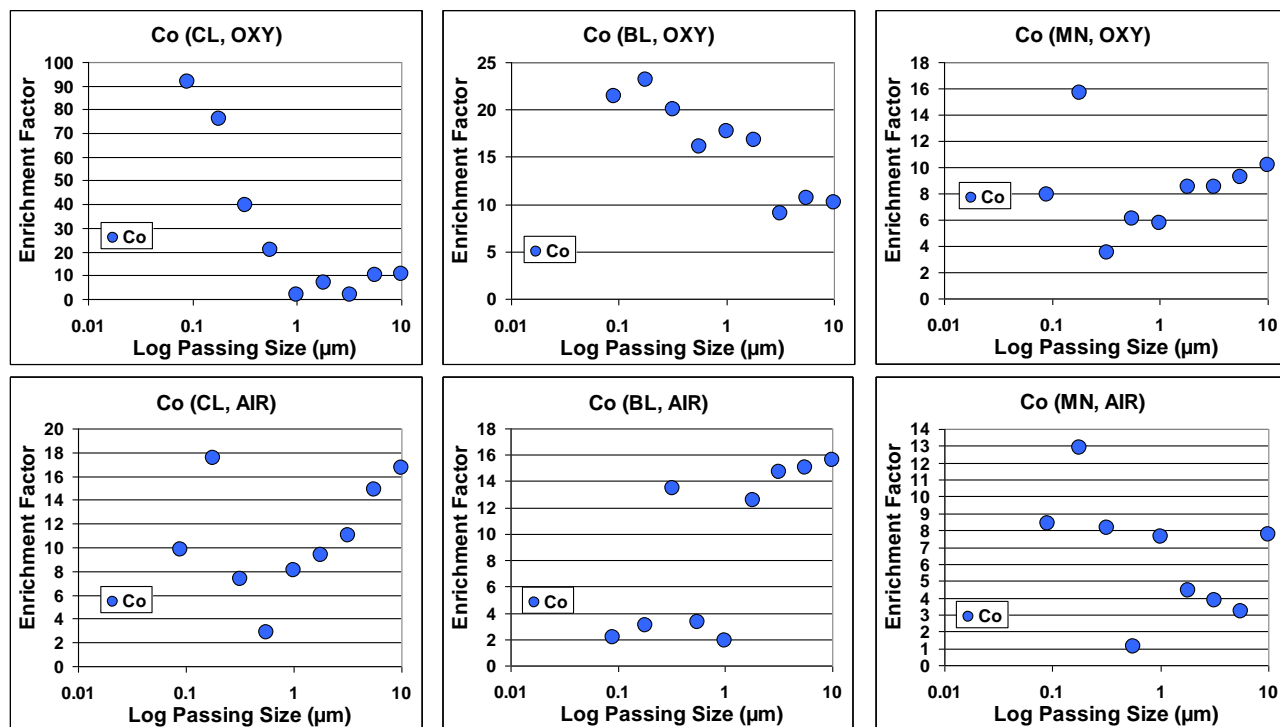 Co (CL, OXY)
Enrichment Factor
100
90
80
70
60
50
40
30
20
10
0
Co
0.01 0.1 1 10
Log Passing Size (µm)
Co (BL, OXY)
Enrichment Factor
25
20
15
10
5
0
Co
0.01 0.1 1 10
Log Passing Size (µm)
Co (MN, OXY)
Enrichment Factor
18
16
14
12
10
8
6
4
2
0
Co
0.01 0.1 1 10
Log Passing Size (µm)
Co (CL, AIR)
Enrichment Factor
20
18
16
14
12
10
8
6
4
2
0
Co
0.01 0.1 1 10
Log Passing Size (µm)
Co (BL, AIR)
Enrichment Factor
18
16
14
12
10
8
6
4
2
0
Co
0.01 0.1 1 10
Log Passing Size (µm)
Co (MN, AIR)
Enrichment Factor
14
13
12
11
10
9
8
7
6
5
4
3
2
1
0
Co
0.01 0.1 1 10
Log Passing Size (µm)